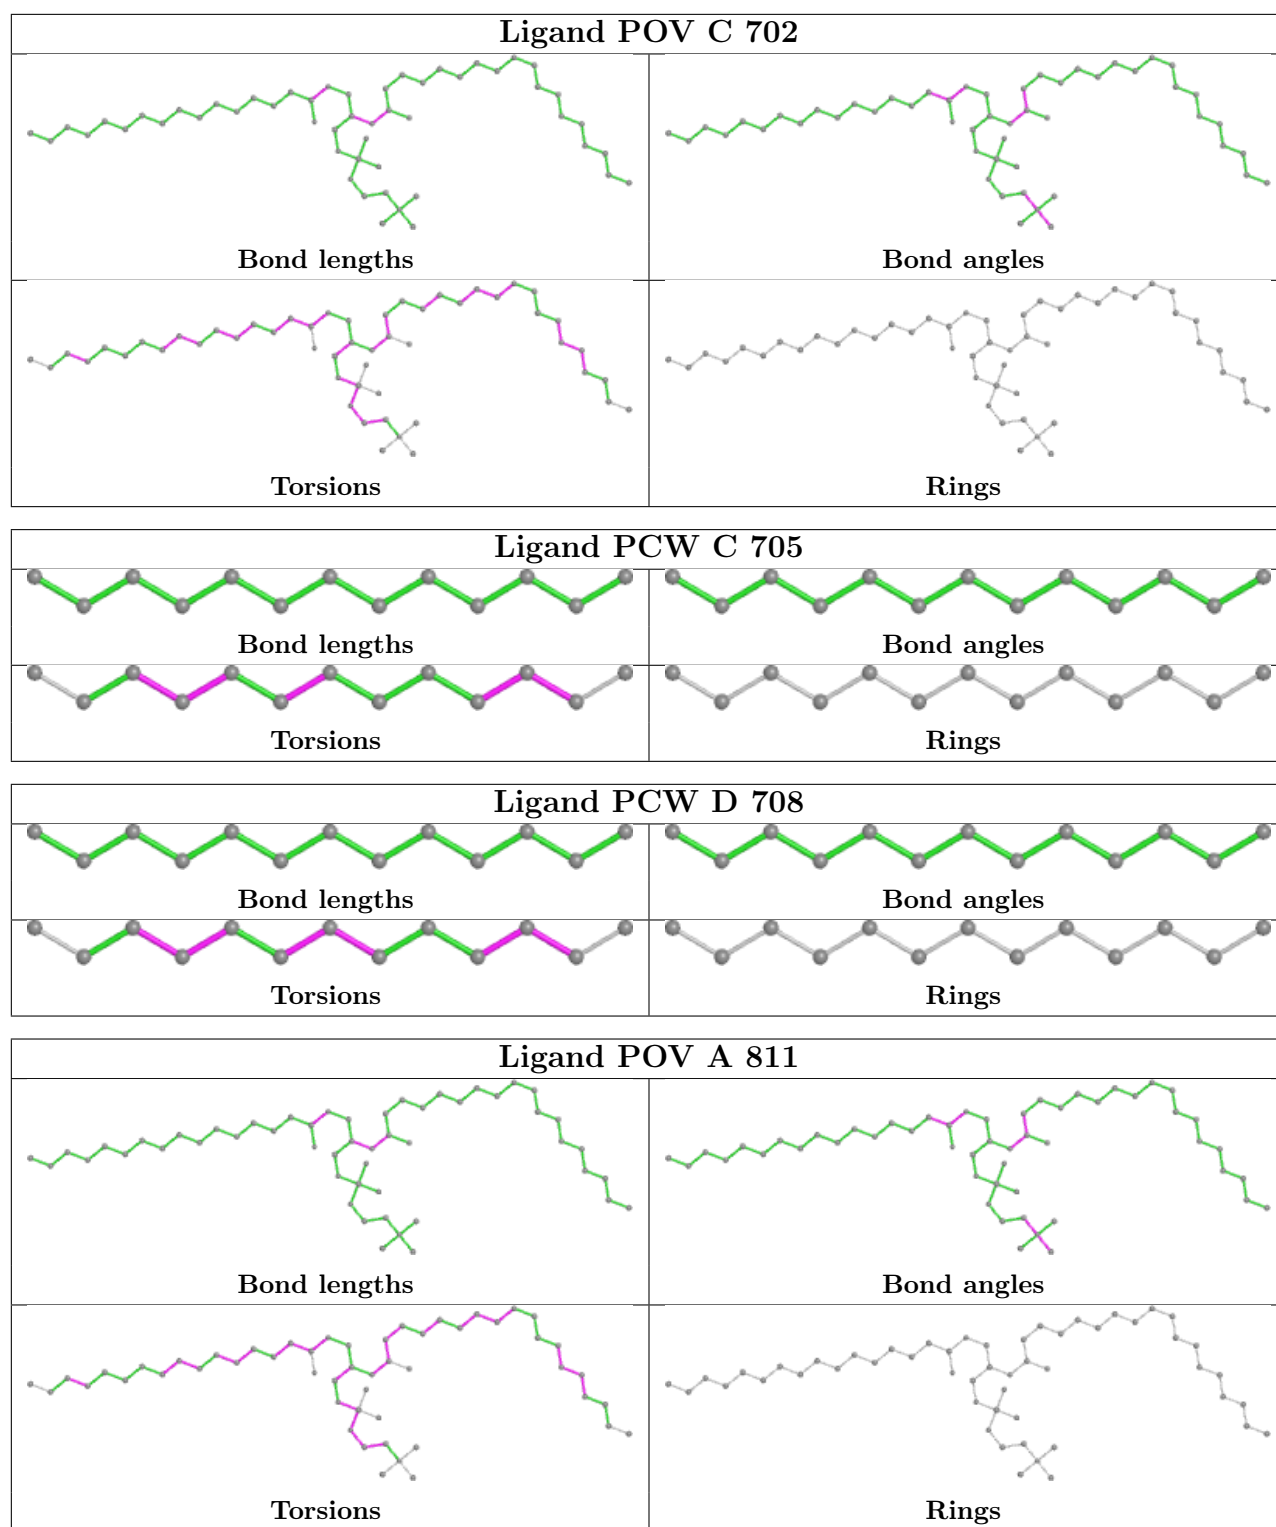 Ligand POV C 702
Bond lengths
Bond angles
Torsions
Rings
Ligand PCW C 705
Bond lengths
Bond angles
Torsions
Rings
Ligand PCW D 708
Bond lengths
Bond angles
Torsions
Rings
Ligand POV A 811
Bond lengths
Bond angles
Torsions
Rings